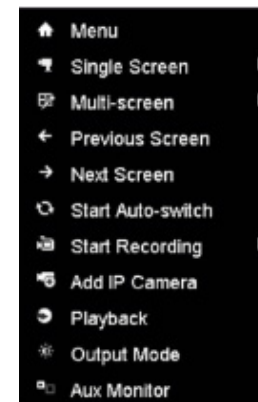 Menu
Single Screen
Multi-screen
Previous Screen
Next Screen
Start Auto-switch
Start Recording
Add IP Camera
Playback
Output Mode
Aux Monitor